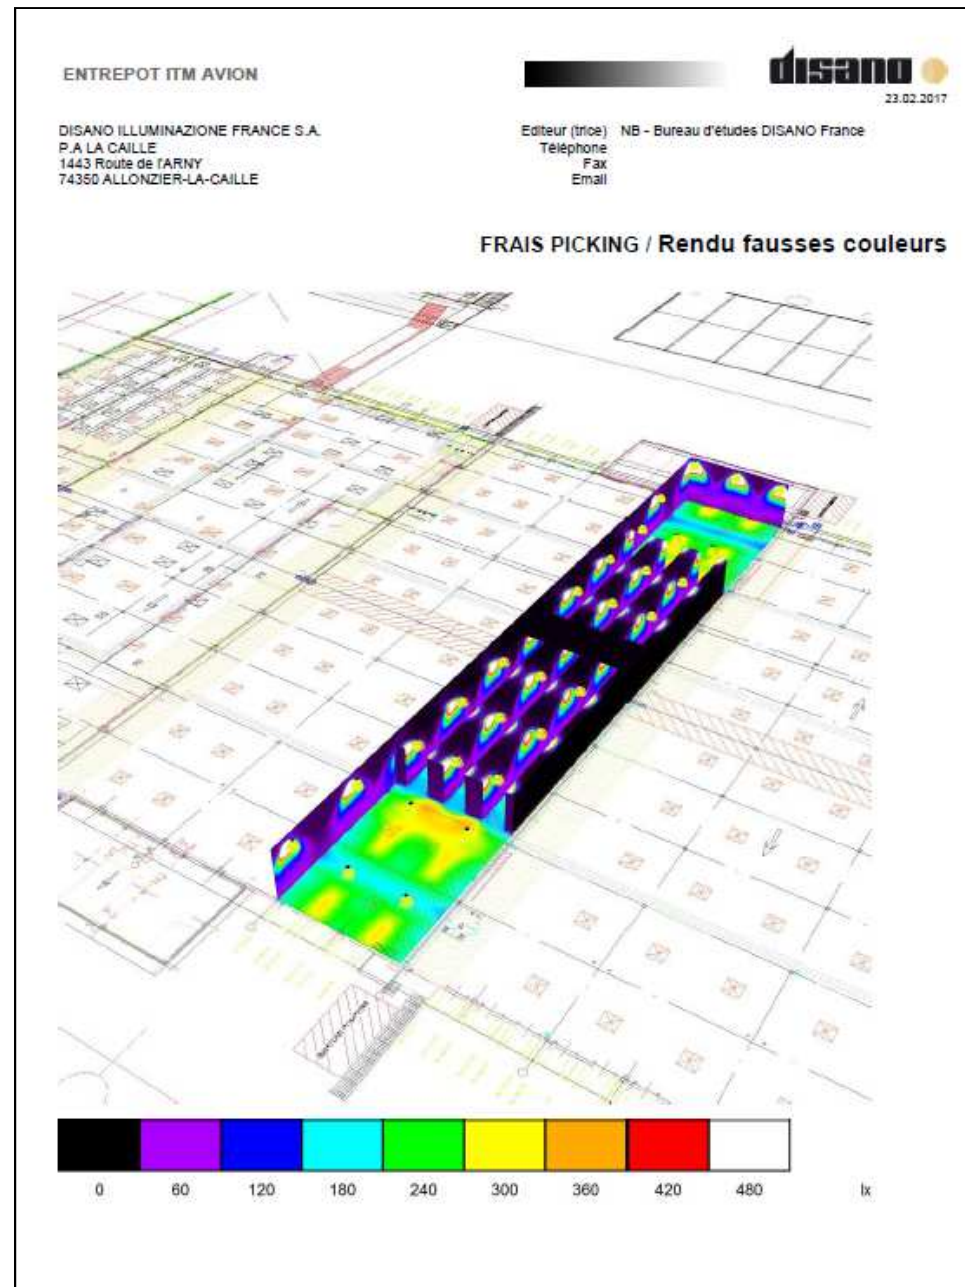 ENTREPOT ITM AVION
disano
23.02.2017
DISANO ILLUMINAZIONE FRANCE S.A.
P.A LA CAILLE
1443 Route de l'ARNY
74350 ALLONZIER-LA-CAILLE
Editeur (trice) NB - Bureau d'études DISANO France
Téléphone
Fax
Email
FRAIS PICKING / Rendu fausses couleurs
0 60 120 180 240 300 360 420 480 lx